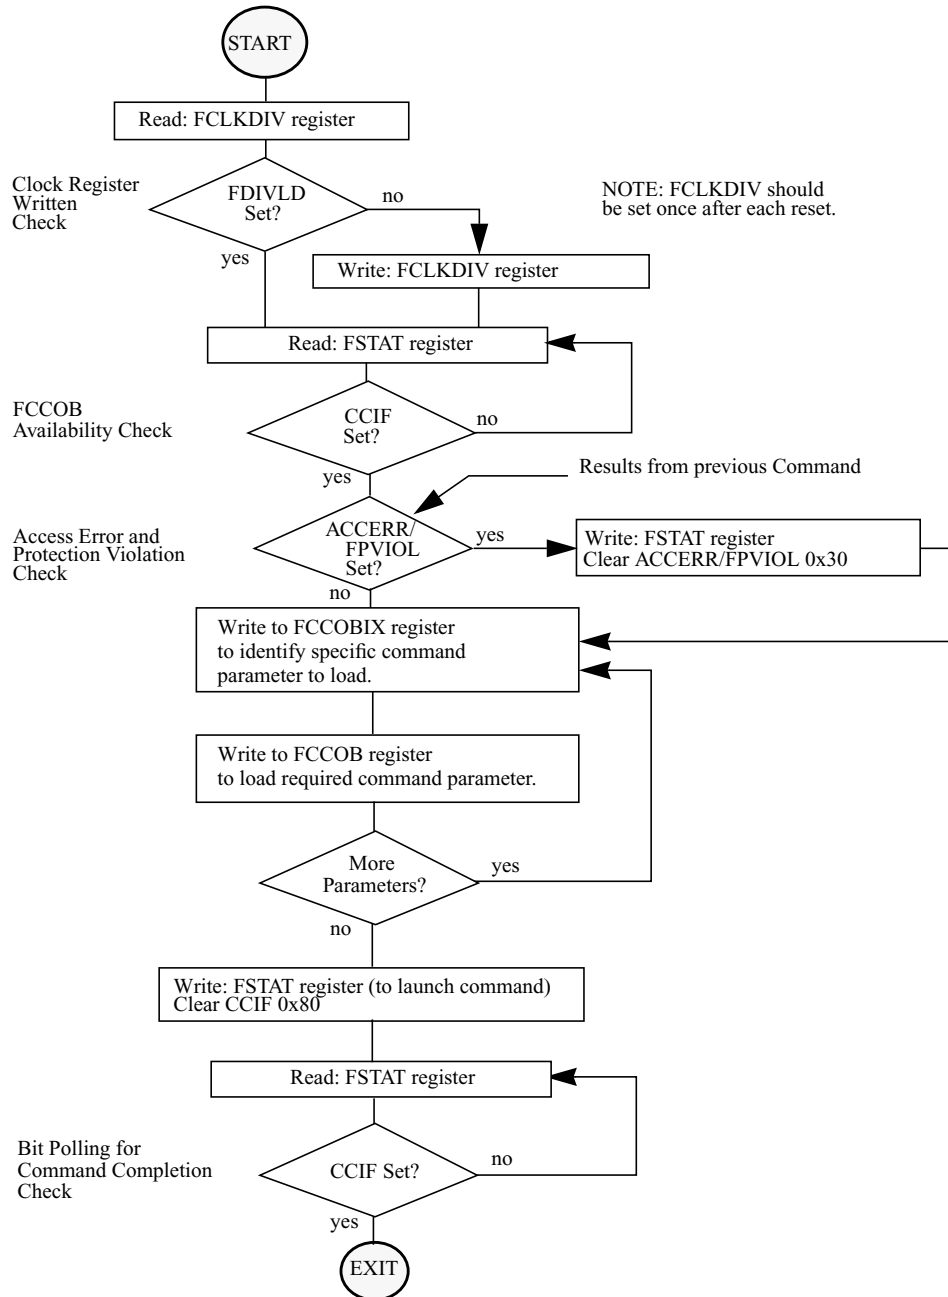 START
Read: FCLKDIV register
Clock Register
Written
Check
FDIVLD
Set?
no
yes
NOTE: FCLKDIV should
be set once after each reset.
Write: FCLKDIV register
Read: FSTAT register
FCCOB
Availability Check
CCIF
Set?
no
yes
Results from previous Command
Access Error and
Protection Violation
Check
ACCERR/
FPVIOL
Set?
yes
no
Write: FSTAT register
Clear ACCERR/FPVIOL 0x30
Write to FCCOBIX register
to identify specific command
parameter to load.
Write to FCCOB register
to load required command parameter.
More
Parameters?
yes
no
Write: FSTAT register (to launch command)
Clear CCIF 0x80
Read: FSTAT register
Bit Polling for
Command Completion
Check
CCIF Set?
no
yes
EXIT